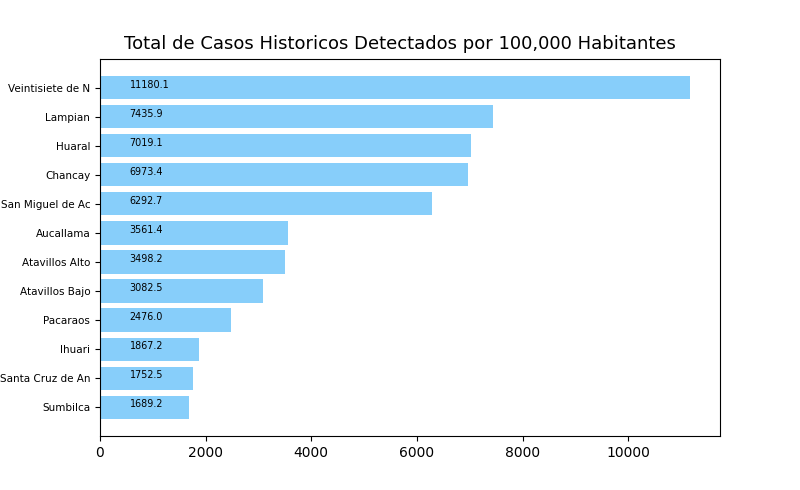 Total de Casos Historicos Detectados por 100,000 Habitantes
Veintisiete de N 11180.1
Lampian 7435.9
Huaral 7019.1
Chancay 6973.4
San Miguel de Ac 6292.7
Aucallama 3561.4
Atavillos Alto 3498.2
Atavillos Bajo 3082.5
Pacaraos 2476.0
Ihuari 1867.2
Santa Cruz de An 1752.5
Sumbilca 1689.2
0 2000 4000 6000 8000 10000